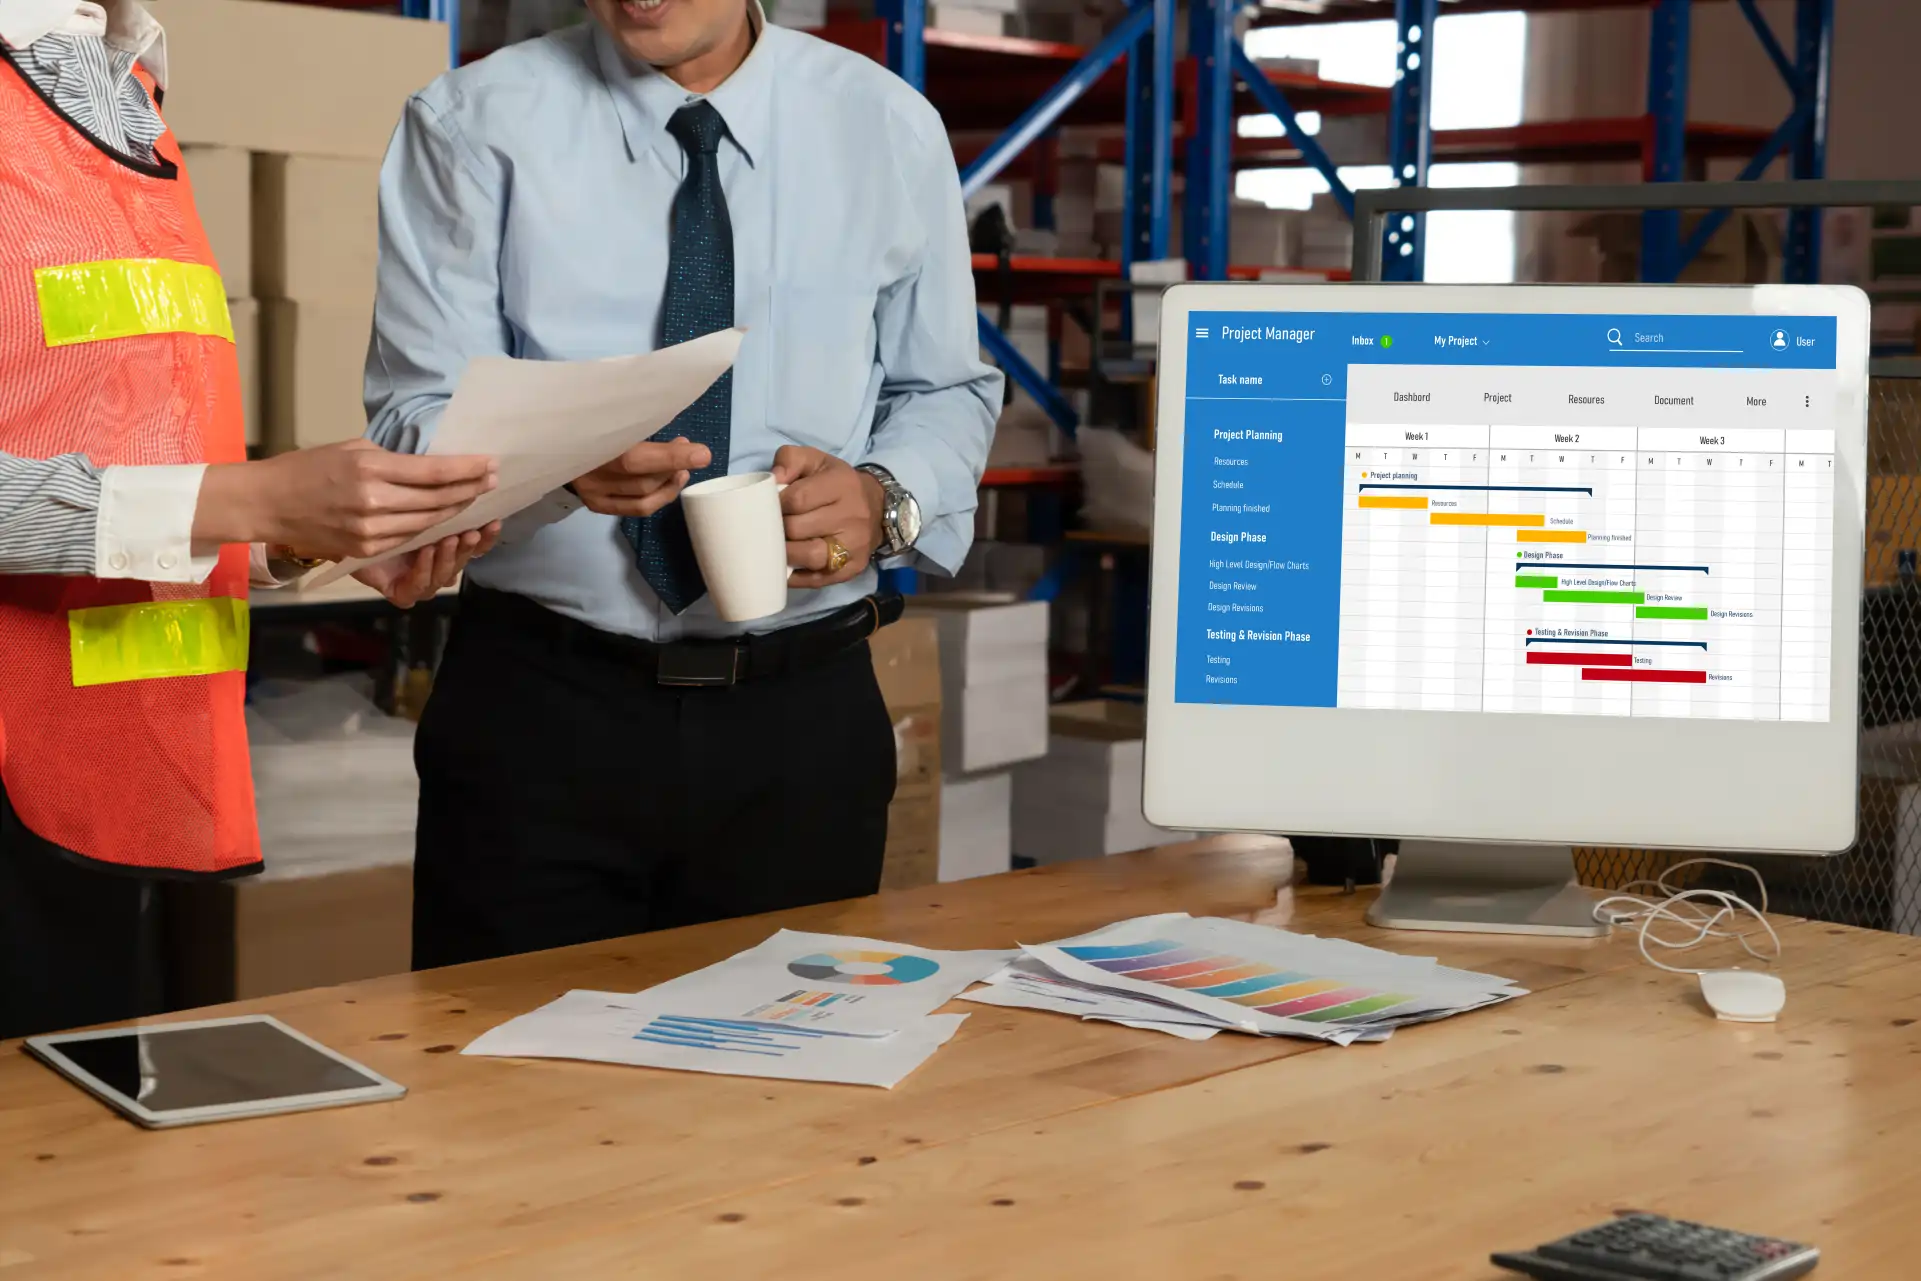 Project Manager
Inbox 1
My Project
Search
User
Task name
Dashbord
Project
Resoures
Document
More
Project Planning
Resources
Schedule
Planning finished
Design Phase
High Level Design/Flow Charts
Design Review
Design Revisions
Testing & Revision Phase
Testing
Revisions
Week 1
Week 2
Week 3
M T W T F M T W T F M T W T F M T
Project planning
Resources
Schedule
Planning finished
Design Phase
High Level Design/Flow Charts
Design Review
Design Revisions
Testing & Revision Phase
Testing
Revisions